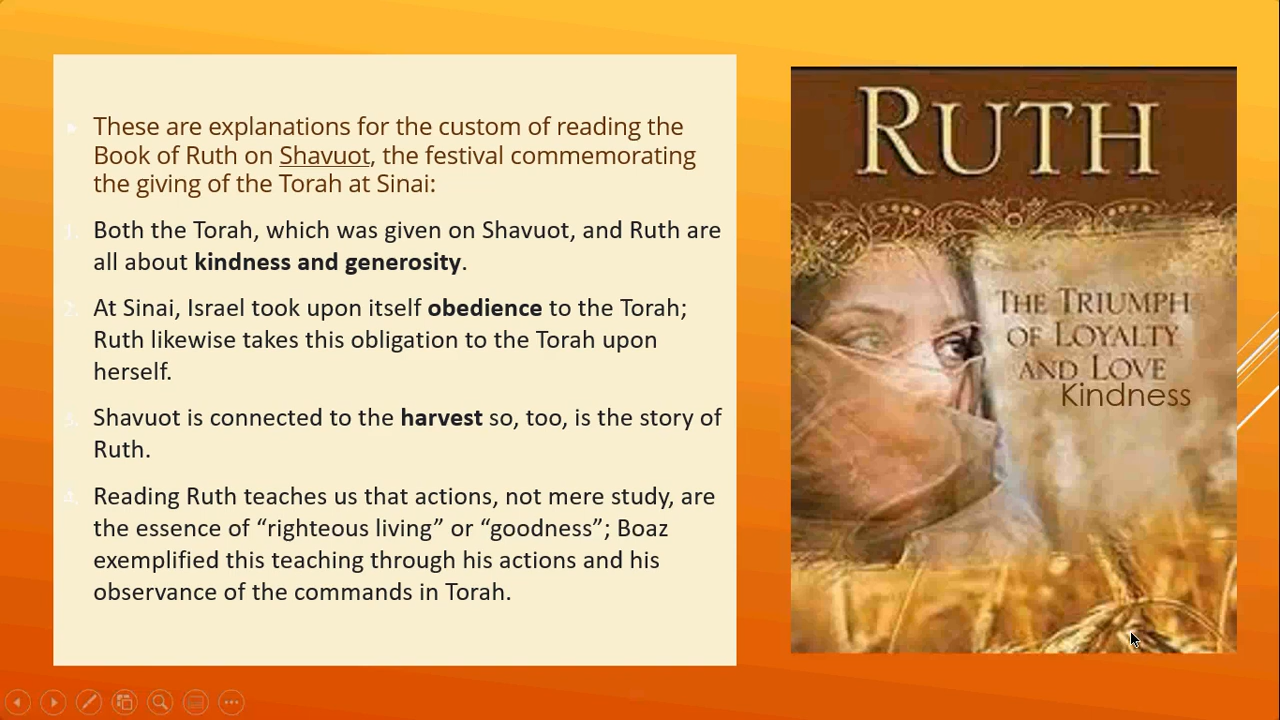 These are explanations for the custom of reading the
Book of Ruth on Shavuot, the festival commemorating
the giving of the Torah at Sinai:
1. Both the Torah, which was given on Shavuot, and Ruth are
all about kindness and generosity.
2. At Sinai, Israel took upon itself obedience to the Torah;
Ruth likewise takes this obligation to the Torah upon
herself.
3. Shavuot is connected to the harvest so, too, is the story of
Ruth.
4. Reading Ruth teaches us that actions, not mere study, are
the essence of “righteous living” or “goodness”; Boaz
exemplified this teaching through his actions and his
observance of the commands in Torah.
RUTH
THE TRIUMPH
OF LOYALTY
AND LOVE
Kindness